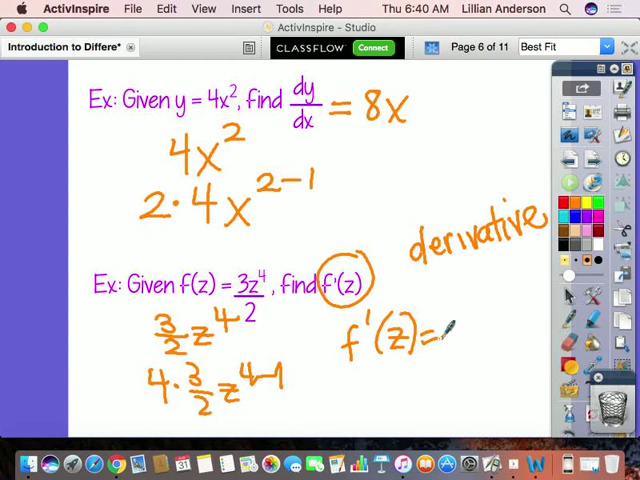 ActivInspire File Edit View Insert Tools Help Thu 6:40 AM Lillian Anderson
ActivInspire - Studio
Introduction to Differe* CLASSFLOW Connect Page 6 of 11 Best Fit
Ex: Given y = 4x², find dy/dx = 8x
4x²
2·4x²⁻¹
derivative
Ex: Given f(z) = 3z⁴/2, find f'(z)
3/2 z⁴
f'(z)=
4·3/2 z⁴⁻¹